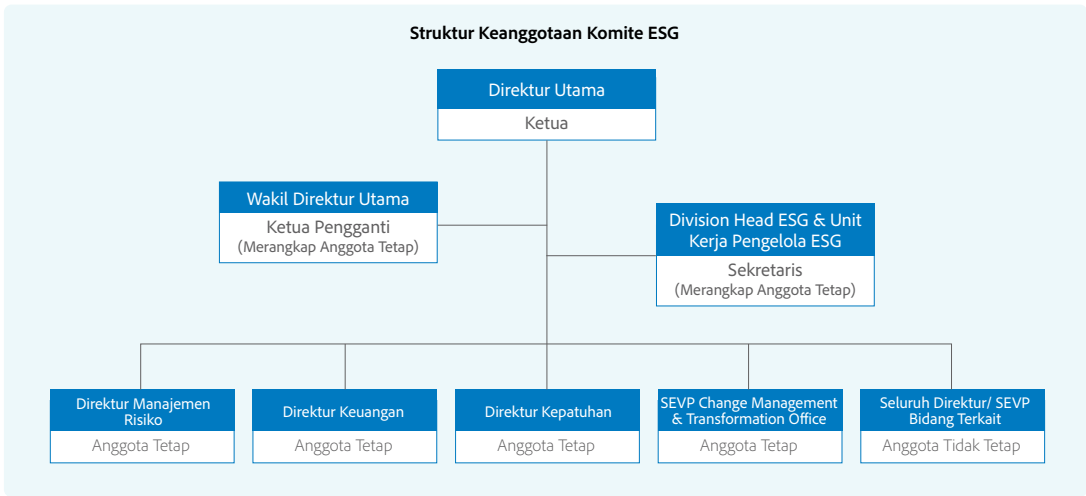 Struktur Keanggotaan Komite ESG
Direktur Utama
Ketua
Wakil Direktur Utama
Ketua Pengganti
(Merangkap Anggota Tetap)
Division Head ESG & Unit
Kerja Pengelola ESG
Sekretaris
(Merangkap Anggota Tetap)
Direktur Manajemen
Risiko
Anggota Tetap
Direktur Keuangan
Anggota Tetap
Direktur Kepatuhan
Anggota Tetap
SEVP Change Management
& Transformation Office
Anggota Tetap
Seluruh Direktur/ SEVP
Bidang Terkait
Anggota Tidak Tetap